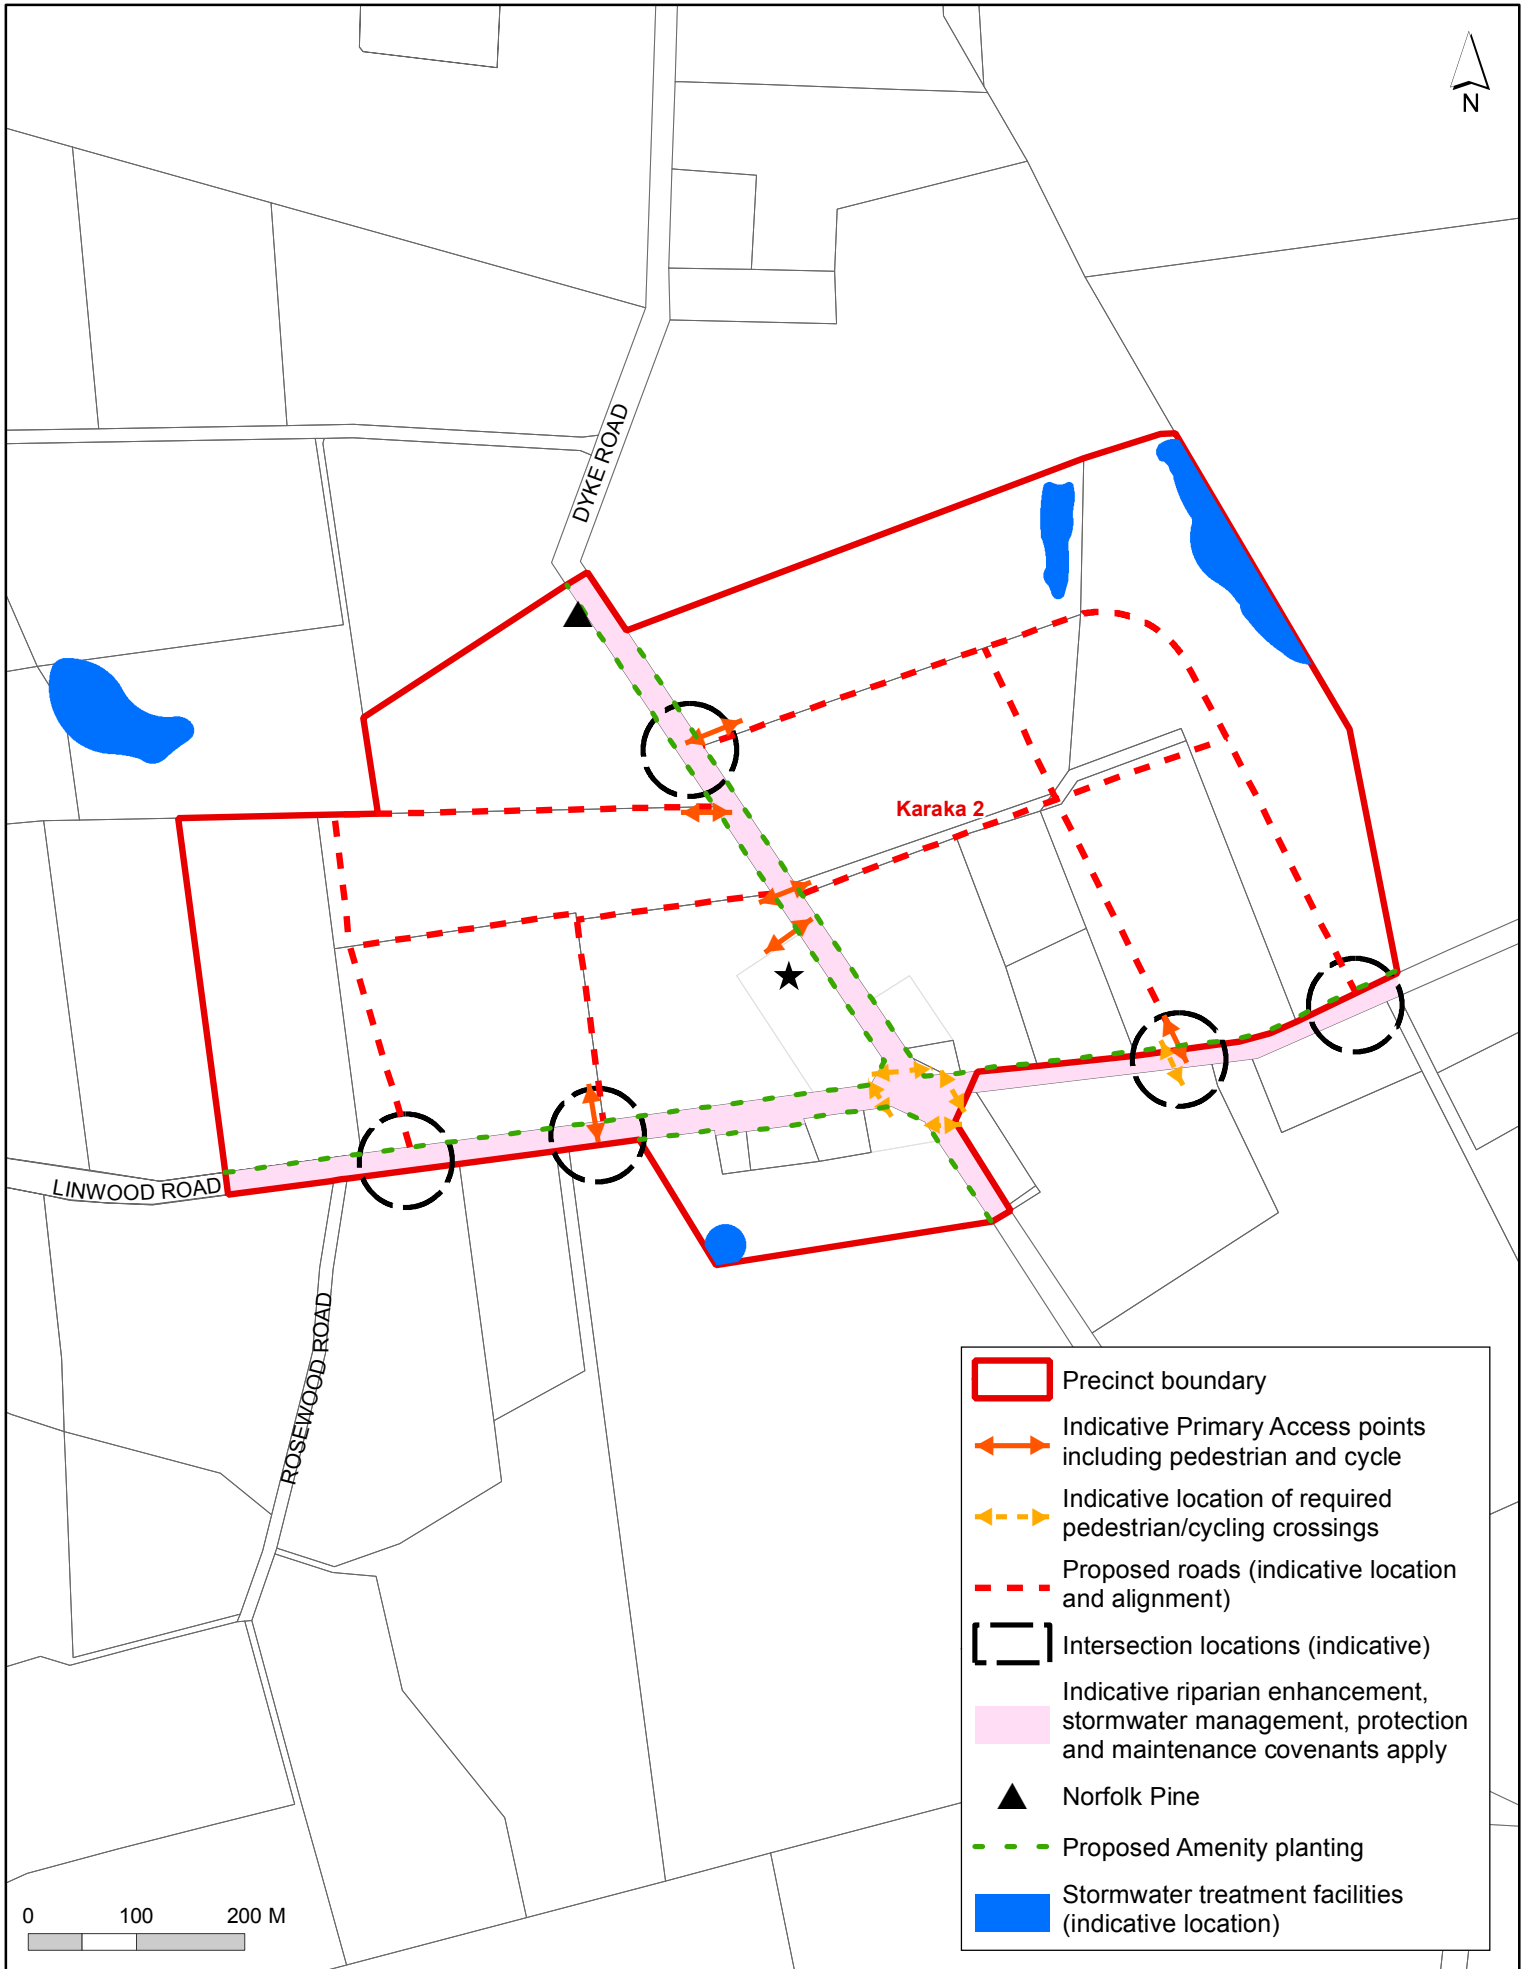 N
DYKE ROAD
Karaka 2
LINWOOD ROAD
ROSEWOOD ROAD
Precinct boundary
Indicative Primary Access points
including pedestrian and cycle
Indicative location of required
pedestrian/cycling crossings
Proposed roads (indicative location
and alignment)
Intersection locations (indicative)
Indicative riparian enhancement,
stormwater management, protection
and maintenance covenants apply
Norfolk Pine
Proposed Amenity planting
Stormwater treatment facilities
(indicative location)
0 100 200 M